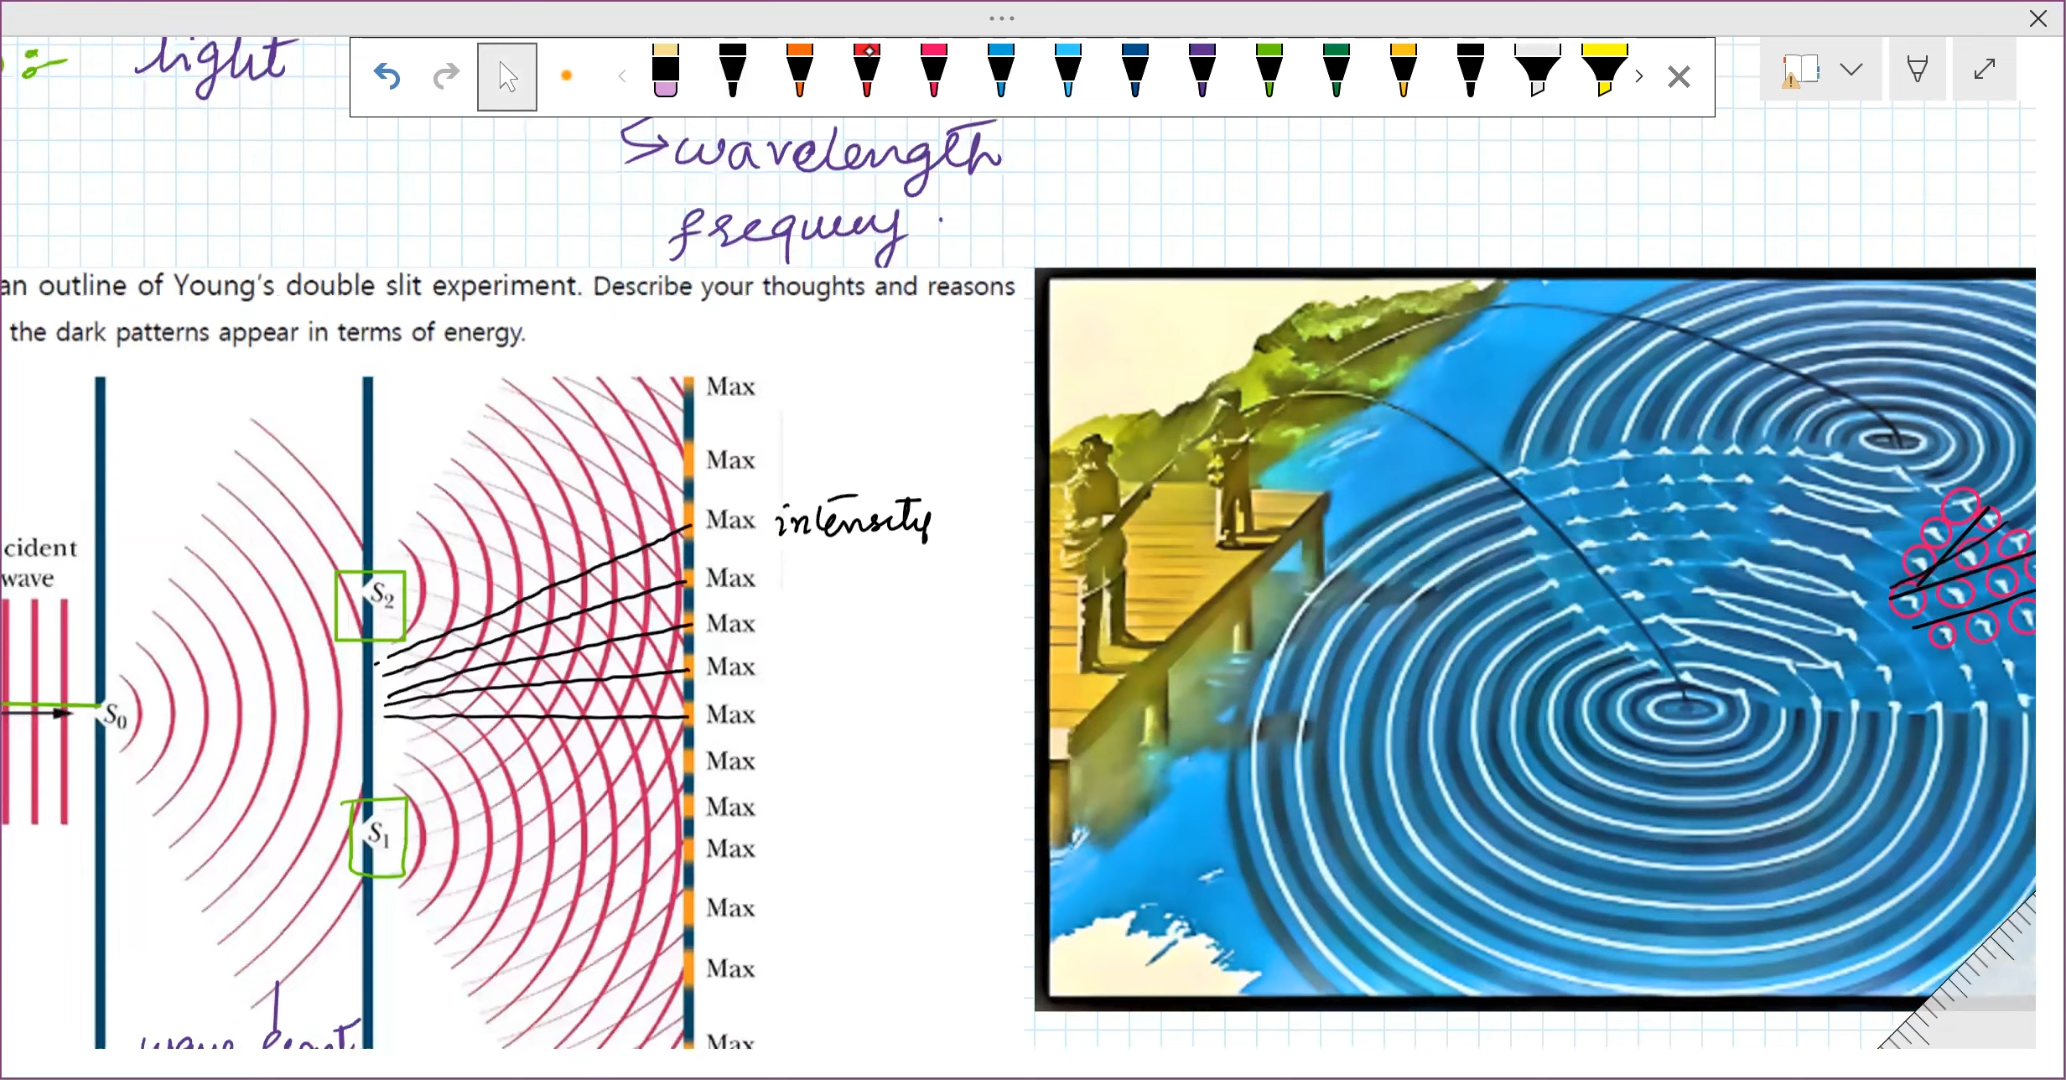 light
wavelength
frequency
an outline of Young's double slit experiment. Describe your thoughts and reasons
the dark patterns appear in terms of energy.
Max
Max
Max intensity
cident
wave
Max
S2
Max
Max
S0
Max
Max
Max
S1
Max
Max
Max
wave front
Max